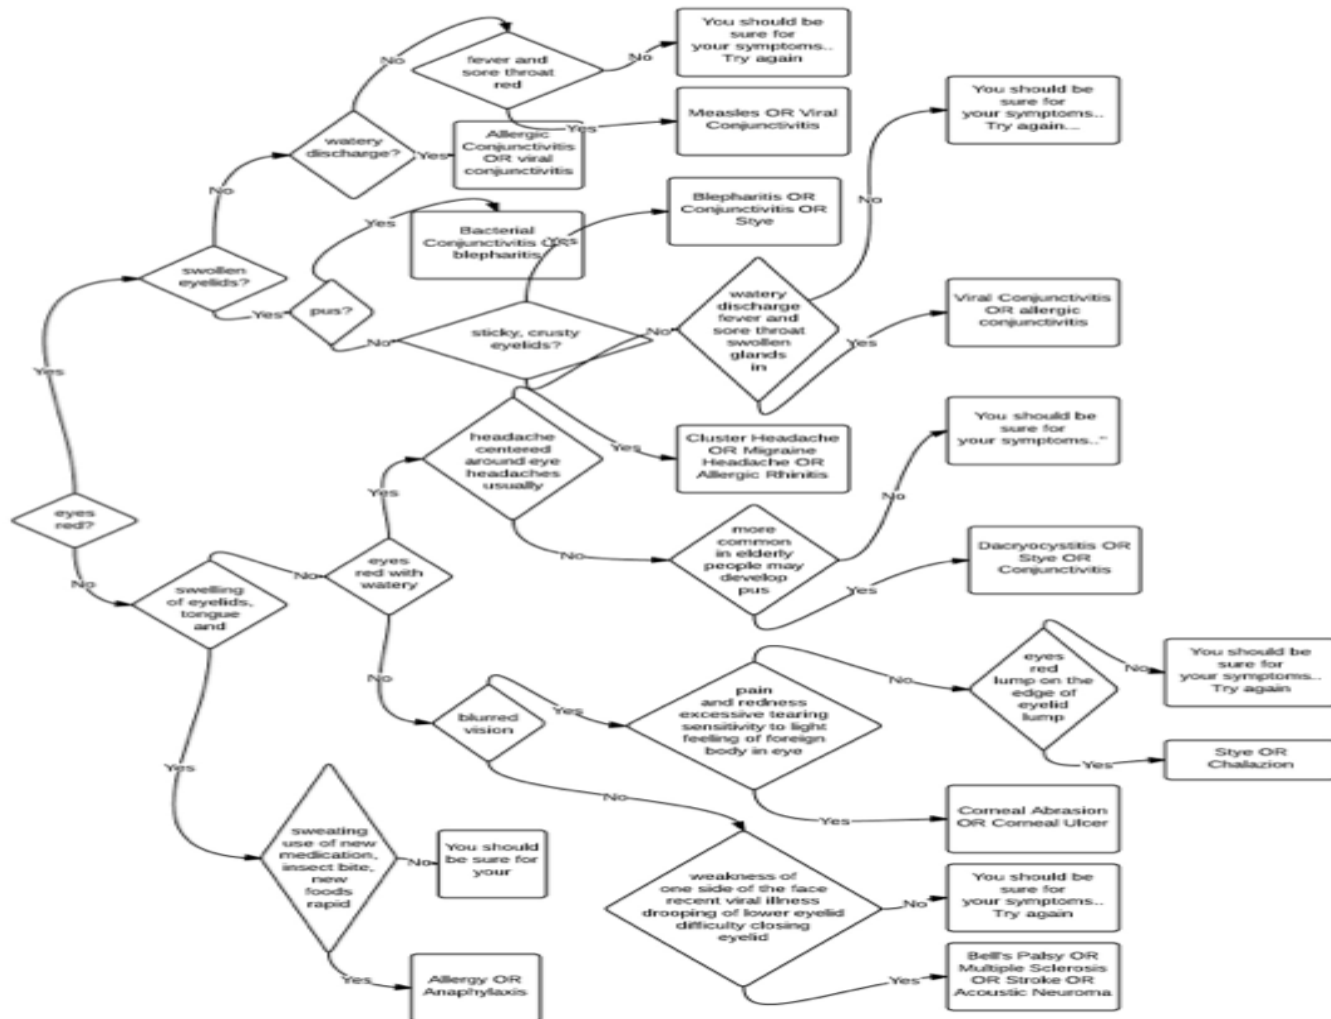 You should be
sure for
your symptoms..
Try again
No
fever and
sore throat
red
No
Yes
Measles OR Viral
Conjunctivitis
You should be
sure for
your symptoms..
Try again...
watery
discharge?
Yes
Allergic
Conjunctivitis
OR viral
conjunctivitis
No
Yes
Bacterial
Conjunctivitis OR
blepharitis
Yes
Blepharitis OR
Conjunctivitis OR
Stye
No
swollen
eyelids?
Yes
pus?
No
sticky, crusty
eyelids?
No
watery
discharge
fever and
sore throat
swollen
glands
in
Yes
Viral Conjunctivitis
OR allergic
conjunctivitis
Yes
headache
centered
around eye
headaches
usually
Yes
Cluster Headache
OR Migraine
Headache OR
Allergic Rhinitis
You should be
sure for
your symptoms.."
No
eyes
red?
Yes
No
more
common
in elderly
people may
develop
pus
Yes
Dacryocystitis OR
Stye OR
Conjunctivitis
No
swelling
of eyelids,
tongue
and
No
eyes
red with
watery
No
blurred
vision
Yes
pain
and redness
excessive tearing
sensitivity to light
feeling of foreign
body in eye
No
eyes
red
lump on the
edge of
eyelid
lump
No
You should be
sure for
your symptoms..
Try again
Yes
Stye OR
Chalazion
Yes
No
Yes
Corneal Abrasion
OR Corneal Ulcer
sweating
use of new
medication,
insect bite,
new
foods
rapid
No
You should
be sure for
your
weakness of
one side of the face
recent viral illness
drooping of lower eyelid
difficulty closing
eyelid
No
You should be
sure for
your symptoms..
Try again
Yes
Allergy OR
Anaphylaxis
Yes
Bell's Palsy OR
Multiple Sclerosis
OR Stroke OR
Acoustic Neuroma